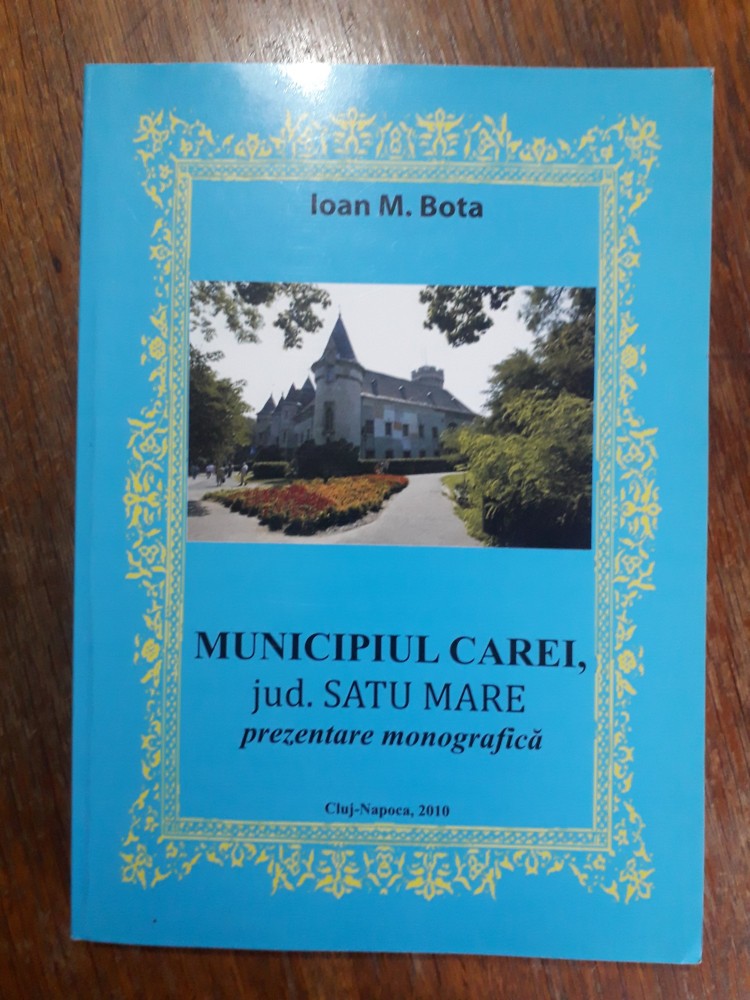 Ioan M. Bota
MUNICIPIUL CAREI,
jud. SATU MARE
prezentare monografică
Cluj-Napoca, 2010